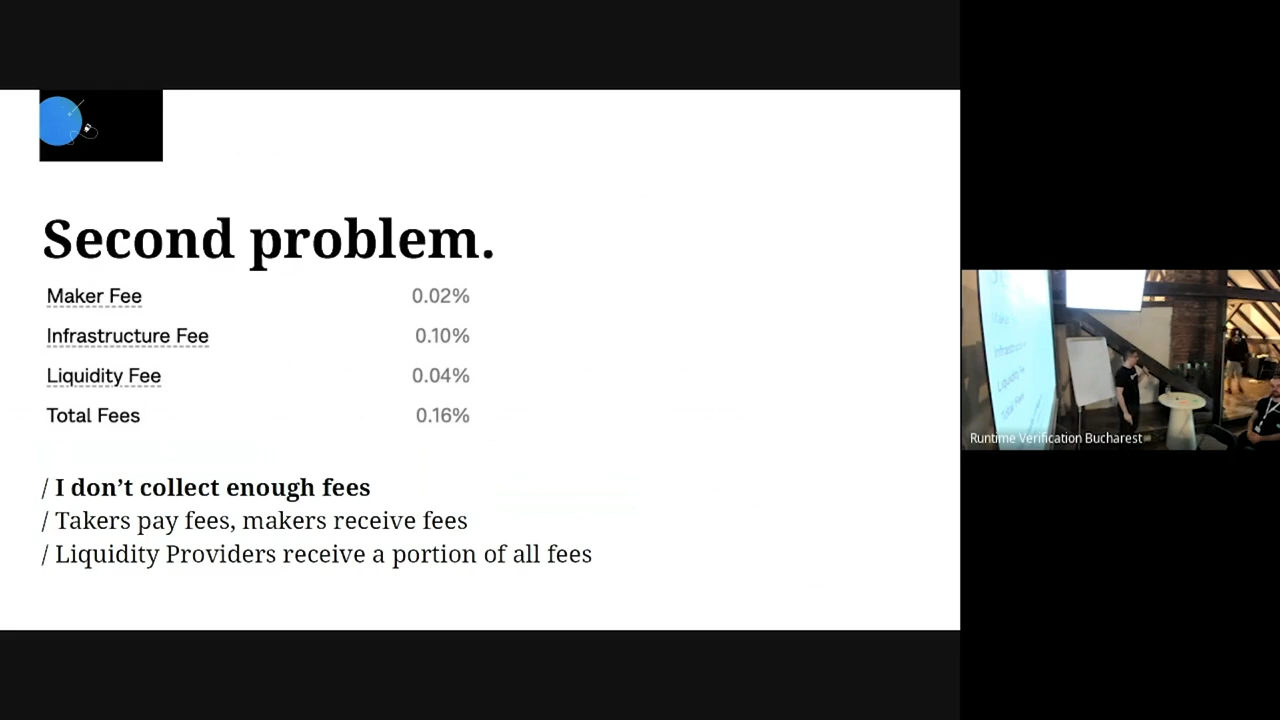 Second problem.
Maker Fee 0.02%
Infrastructure Fee 0.10%
Liquidity Fee 0.04%
Total Fees 0.16%
/ I don’t collect enough fees
/ Takers pay fees, makers receive fees
/ Liquidity Providers receive a portion of all fees
Runtime Verification Bucharest